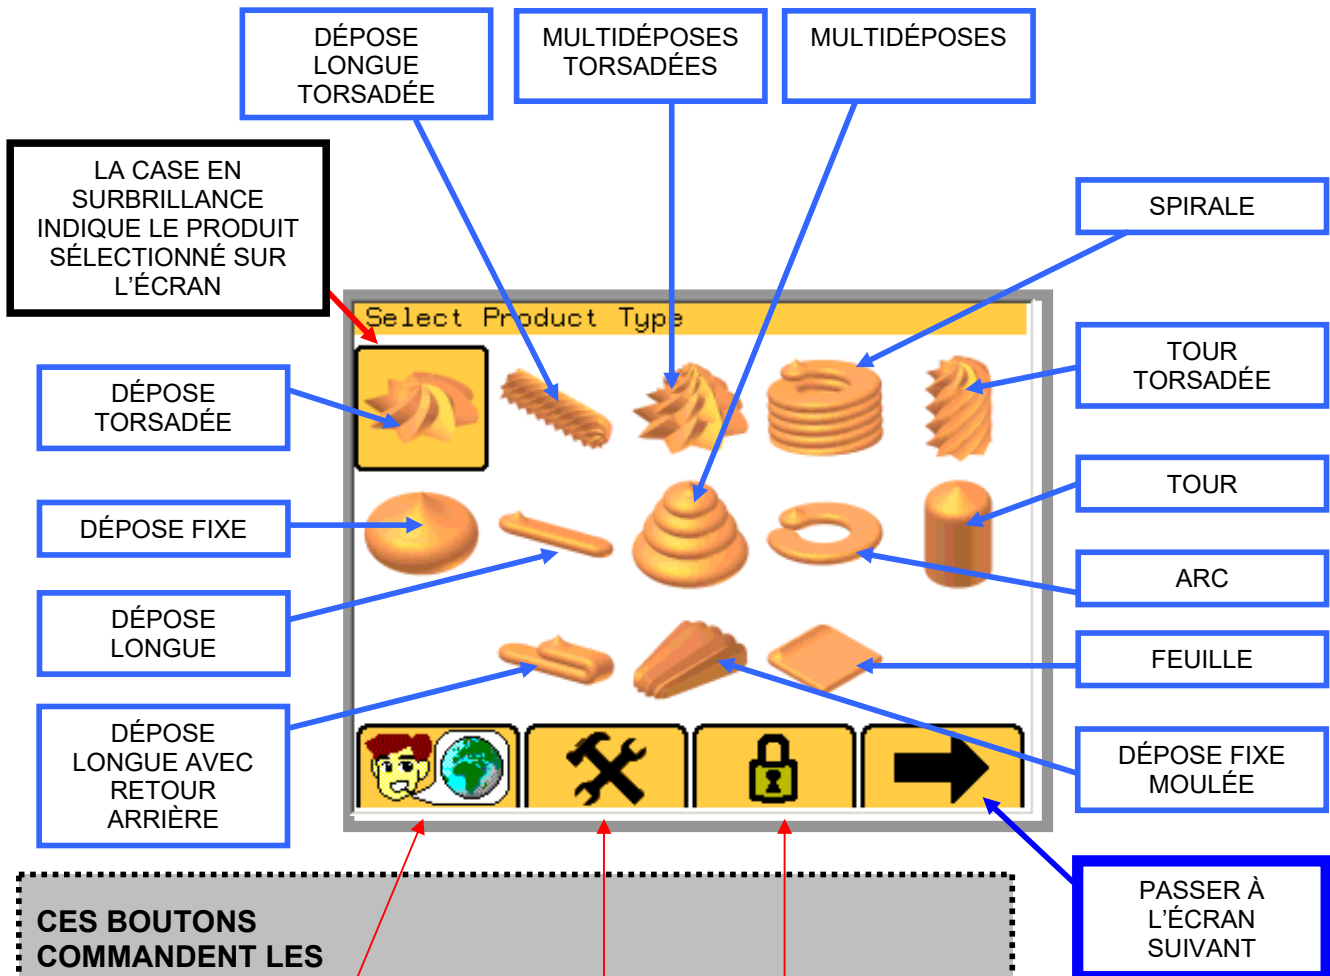 DÉPOSE
LONGUE
TORSADÉE
MULTIDÉPOSES
TORSADÉES
MULTIDÉPOSES
LA CASE EN
SURBRILLANCE
INDIQUE LE PRODUIT
SÉLECTIONNÉ SUR
L'ÉCRAN
SPIRALE
Select Product Type
TOUR
TORSADÉE
DÉPOSE
TORSADÉE
TOUR
DÉPOSE FIXE
ARC
DÉPOSE
LONGUE
FEUILLE
DÉPOSE
LONGUE AVEC
RETOUR
ARRIÈRE
DÉPOSE FIXE
MOULÉE
PASSER À
L'ÉCRAN
SUIVANT
CES BOUTONS
COMMANDENT LES